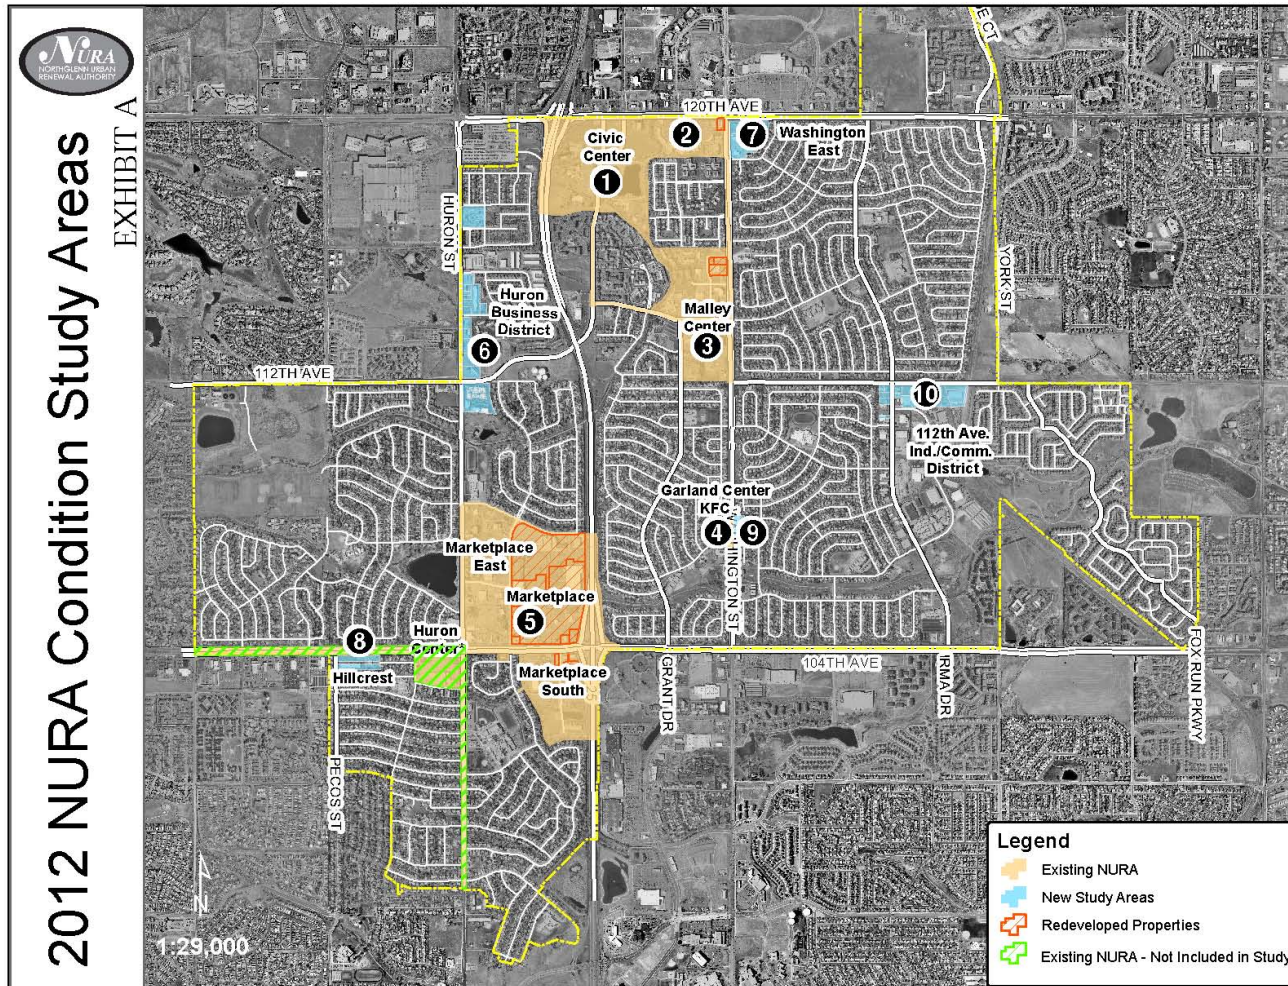 2012 NURA Condition Study Areas
EXHIBIT A
NURA
NORTHGLENN URBAN
RENEWAL AUTHORITY
E CT
120TH AVE
Civic
Center
1
2
7
Washington
East
HURON ST
YORK ST
Huron
Business
District
6
Malley
Center
3
112TH AVE
10
112th Ave.
Ind./Comm.
District
Garland Center
KFC
4
9
WASHINGTON ST
Marketplace
East
Marketplace
5
8
Huron
Center
Hillcrest
Marketplace
South
I-25
104TH AVE
GRANT DR
IRMA DR
FOX RUN PKWY
PECOS ST
N
1:29,000
Legend
Existing NURA
New Study Areas
Redeveloped Properties
Existing NURA - Not Included in Study